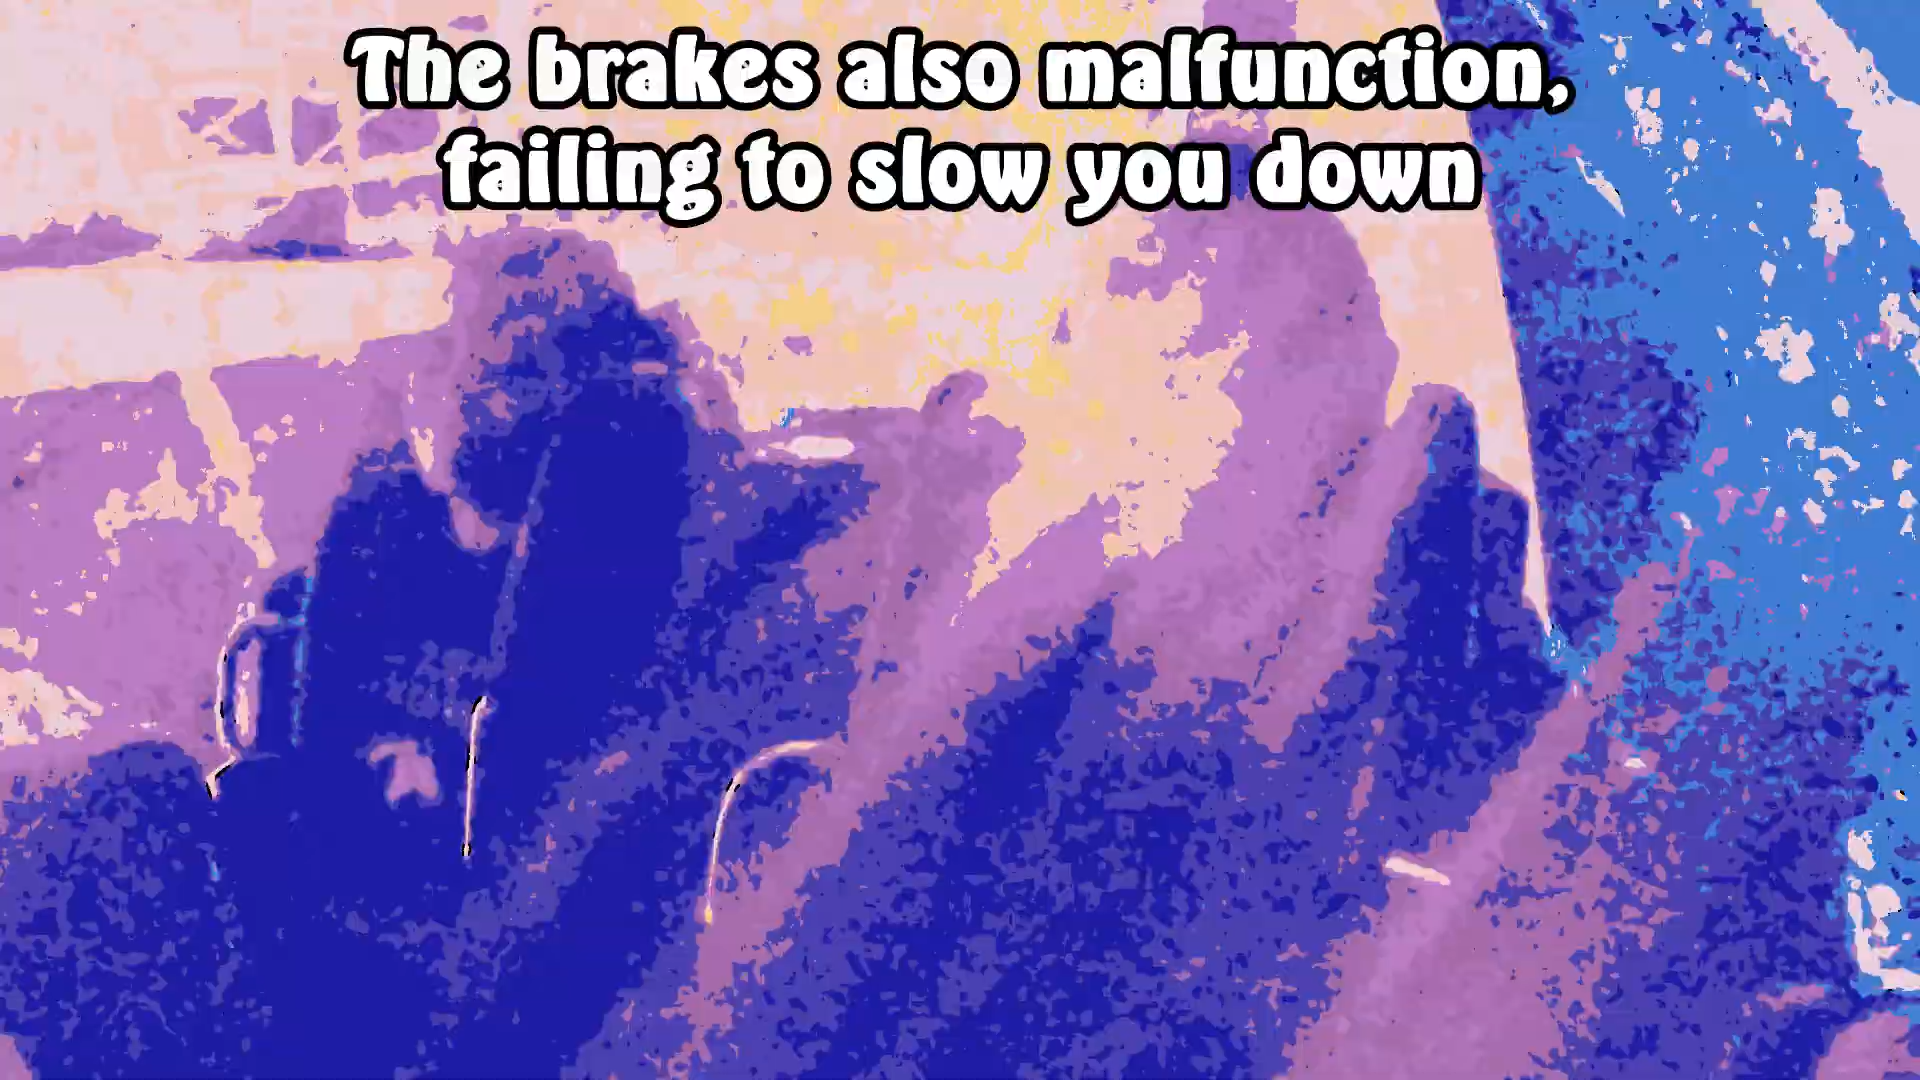 The brakes also malfunction,
failing to slow you down